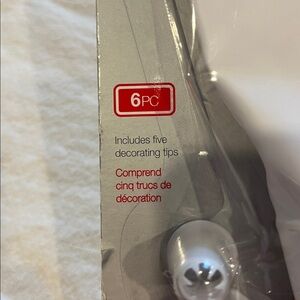 6PC
Includes five
decorating tips
Comprend
cinq trucs de
décoration